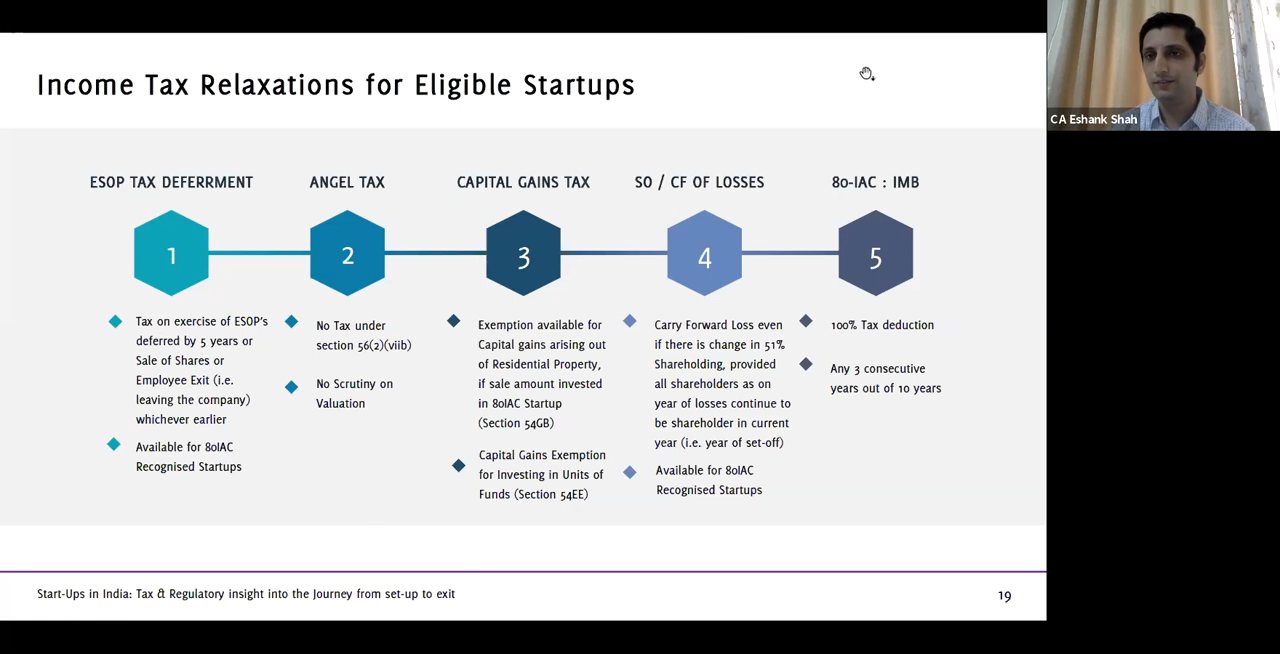 Income Tax Relaxations for Eligible Startups
CA Eshank Shah
ESOP TAX DEFERRMENT
1
Tax on exercise of ESOP's
deferred by 5 years or
Sale of Shares or
Employee Exit (i.e.
leaving the company)
whichever earlier
Available for 80IAC
Recognised Startups
ANGEL TAX
2
No Tax under
section 56(2)(viib)
No Scrutiny on
Valuation
CAPITAL GAINS TAX
3
Exemption available for
Capital gains arising out
of Residential Property,
if sale amount invested
in 80IAC Startup
(Section 54GB)
Capital Gains Exemption
for Investing in Units of
Funds (Section 54EE)
SO / CF OF LOSSES
4
Carry Forward Loss even
if there is change in 51%
Shareholding, provided
all shareholders as on
year of losses continue to
be shareholder in current
year (i.e. year of set-off)
Available for 80IAC
Recognised Startups
80-IAC : IMB
5
100% Tax deduction
Any 3 consecutive
years out of 10 years
Start-Ups in India: Tax & Regulatory insight into the Journey from set-up to exit
19